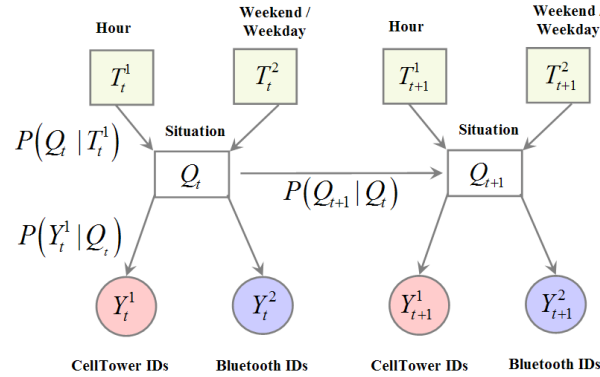 Hour
Weekend /
Weekday
Hour
Weekend /
Weekday
T_t^1
T_t^2
T_{t+1}^1
T_{t+1}^2
P(Q_t | T_t^1)
Situation
Situation
Q_t
Q_{t+1}
P(Q_{t+1} | Q_t)
P(Y_t^1 | Q_t)
Y_t^1
Y_t^2
Y_{t+1}^1
Y_{t+1}^2
CellTower IDs
Bluetooth IDs
CellTower IDs
Bluetooth IDs